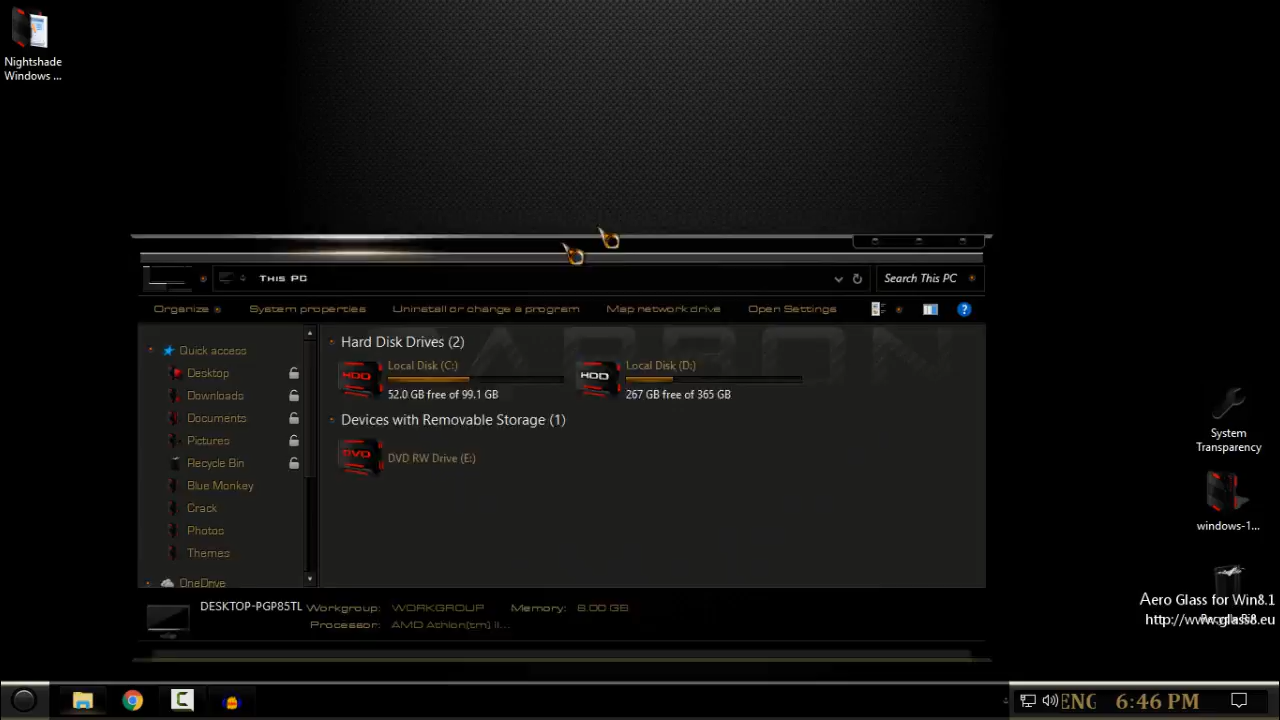 Nightshade
Windows ...
THIS PC
Search This PC
Organize
System properties
Uninstall or change a program
Map network drive
Open Settings
Quick access
Desktop
Downloads
Documents
Pictures
Recycle Bin
Blue Monkey
Crack
Photos
Themes
OneDrive
CARBON
Hard Disk Drives (2)
HDD
Local Disk (C:)
52.0 GB free of 99.1 GB
HDD
Local Disk (D:)
267 GB free of 365 GB
Devices with Removable Storage (1)
DVD
DVD RW Drive (E:)
DESKTOP-PGP85TL
Workgroup: WORKGROUP
Memory: 8.00 GB
Processor: AMD Athlon(tm) II...
System
Transparency
windows-1...
Aero Glass for Win8.1
http://www.glass8.eu
ENG
6:46 PM